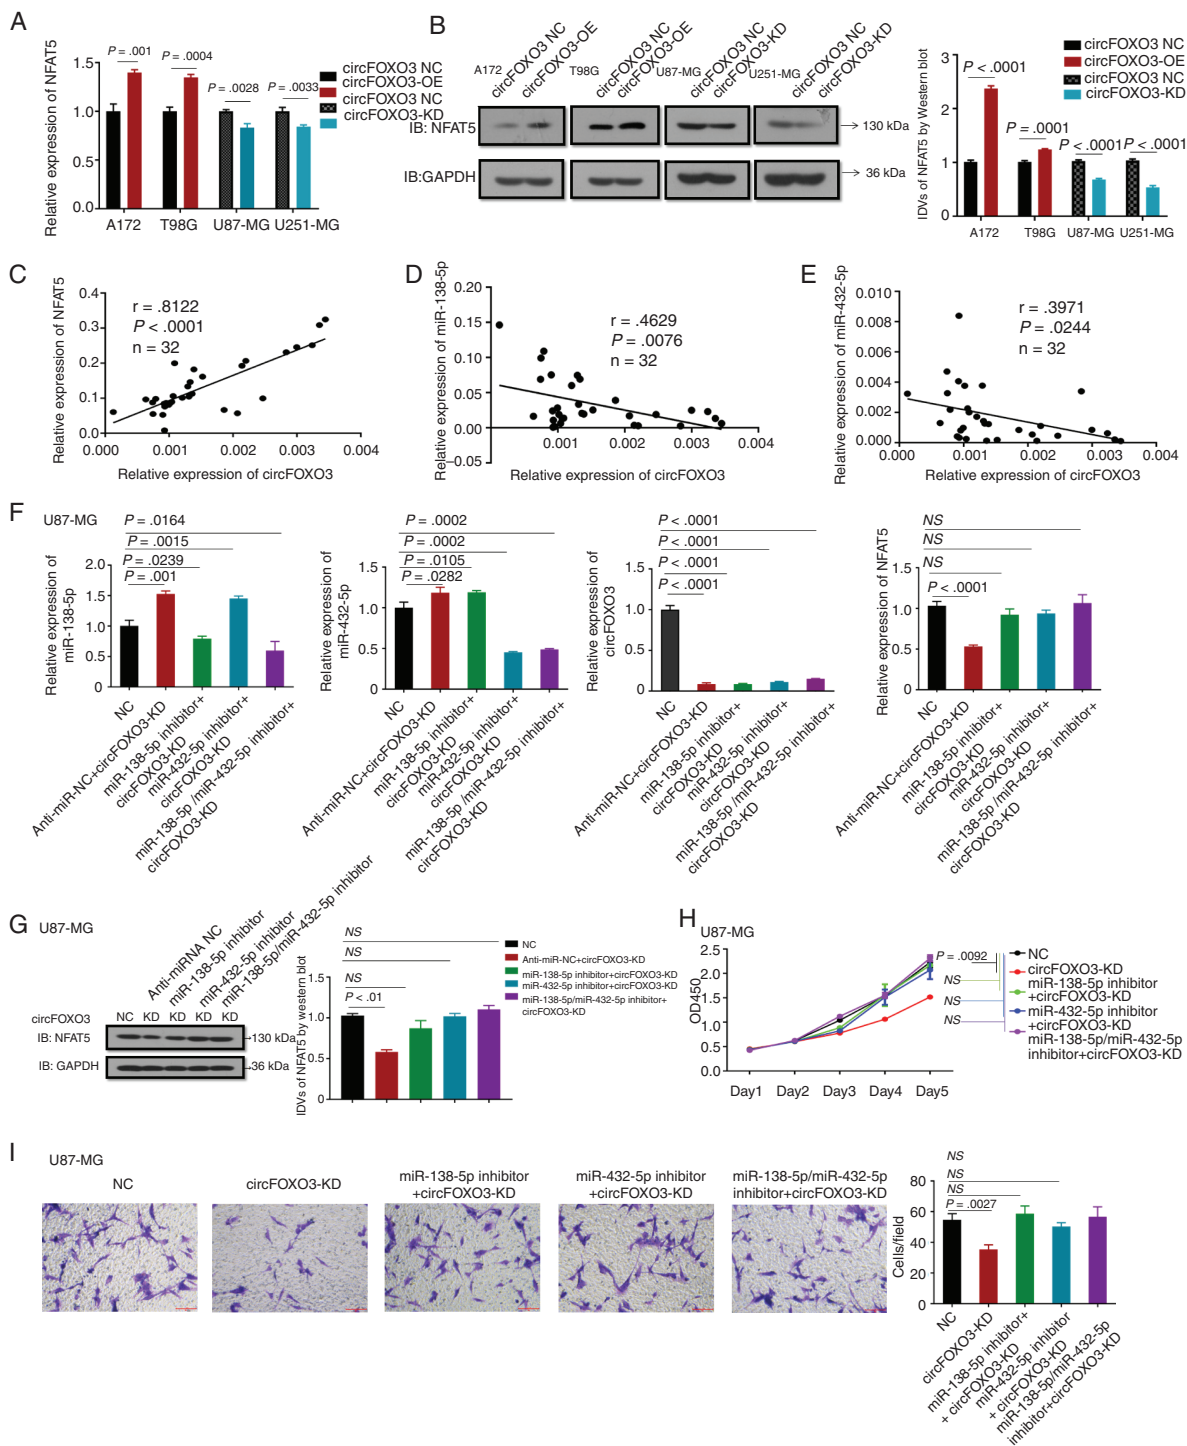 A
Relative expression of NFAT5
1.5
1.0
0.5
0.0
P = .001
P = .0004
P = .0028
P = .0033
A172
T98G
U87-MG
U251-MG
circFOXO3 NC
circFOXO3-OE
circFOXO3 NC
circFOXO3-KD
B
A172
circFOXO3 NC
circFOXO3-OE
T98G
circFOXO3 NC
circFOXO3-OE
U87-MG
circFOXO3 NC
circFOXO3-KD
U251-MG
circFOXO3 NC
circFOXO3-KD
IB: NFAT5
130 kDa
IB:GAPDH
36 kDa
IDVs of NFAT5 by Western blot
3
2
1
0
P < .0001
P = .0001
P < .0001
P < .0001
A172
T98G
U87-MG
U251-MG
circFOXO3 NC
circFOXO3-OE
circFOXO3 NC
circFOXO3-KD
C
Relative expression of NFAT5
0.4
0.3
0.2
0.1
0.0
r = .8122
P < .0001
n = 32
0.000
0.001
0.002
0.003
0.004
Relative expression of circFOXO3
D
Relative expression of miR-138-5p
0.20
0.15
0.10
0.05
0.00
−0.05
r = .4629
P = .0076
n = 32
0.001
0.002
0.003
0.004
Relative expression of circFOXO3
E
Relative expression of miR-432-5p
0.010
0.008
0.006
0.004
0.002
0.000
r = .3971
P = .0244
n = 32
0.000
0.001
0.002
0.003
0.004
Relative expression of circFOXO3
F
U87-MG
P = .0164
P = .0015
P = .0239
P = .001
Relative expression of
miR-138-5p
2.0
1.5
1.0
0.5
0
NC
Anti-miR-NC+circFOXO3-KD
miR-138-5p inhibitor+
circFOXO3-KD
miR-432-5p inhibitor+
circFOXO3-KD
miR-138-5p /miR-432-5p inhibitor+
circFOXO3-KD
P = .0002
P = .0002
P = .0105
P = .0282
Relative expression of
miR-432-5p
1.5
1.0
0.5
0
NC
Anti-miR-NC+circFOXO3-KD
miR-138-5p inhibitor+
circFOXO3-KD
miR-432-5p inhibitor+
circFOXO3-KD
miR-138-5p /miR-432-5p inhibitor+
circFOXO3-KD
P < .0001
P < .0001
P < .0001
P < .0001
Relative expression of
circFOXO3
1.5
1.0
0.5
0
NC
Anti-miR-NC+circFOXO3-KD
miR-138-5p inhibitor+
circFOXO3-KD
miR-432-5p inhibitor+
circFOXO3-KD
miR-138-5p /miR-432-5p inhibitor+
circFOXO3-KD
NS
NS
NS
P < .0001
Relative expression of NFAT5
1.5
1.0
0.5
0
NC
Anti-miR-NC+circFOXO3-KD
miR-138-5p inhibitor+
circFOXO3-KD
miR-432-5p inhibitor+
circFOXO3-KD
miR-138-5p /miR-432-5p inhibitor+
circFOXO3-KD
G
U87-MG
Anti-miRNA NC
miR-138-5p inhibitor
miR-432-5p inhibitor
miR-138-5p/miR-432-5p inhibitor
circFOXO3
NC KD KD KD KD
IB: NFAT5
130 kDa
IB: GAPDH
36 kDa
IDVs of NFAT5 by western blot
1.5
1.0
0.5
0
NS
NS
NS
P < .01
NC
Anti-miR-NC+circFOXO3-KD
miR-138-5p inhibitor+circFOXO3-KD
miR-432-5p inhibitor+circFOXO3-KD
miR-138-5p/miR-432-5p inhibitor+
circFOXO3-KD
H
U87-MG
OD450
2.5
2.0
1.5
1.0
0.5
0.0
Day1
Day2
Day3
Day4
Day5
P = .0092
NS
NS
NS
NC
circFOXO3-KD
miR-138-5p inhibitor
+circFOXO3-KD
miR-432-5p inhibitor
+circFOXO3-KD
miR-138-5p/miR-432-5p
inhibitor+circFOXO3-KD
I
U87-MG
NC
circFOXO3-KD
miR-138-5p inhibitor
+circFOXO3-KD
miR-432-5p inhibitor
+circFOXO3-KD
miR-138-5p/miR-432-5p
inhibitor+circFOXO3-KD
NS
NS
NS
P = .0027
Cells/field
80
60
40
20
0
NC
circFOXO3-KD
miR-138-5p inhibitor+
+ circFOXO3-KD
miR-432-5p inhibitor
+ circFOXO3-KD
miR-138-5p/miR-432-5p
inhibitor+circFOXO3-KD